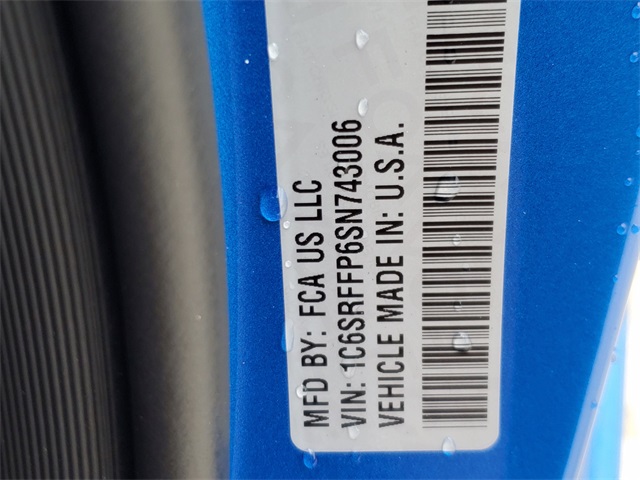 MFD BY: FCA US LLC
VIN: 1C6SRFFP6SN743006
VEHICLE MADE IN: U.S.A.